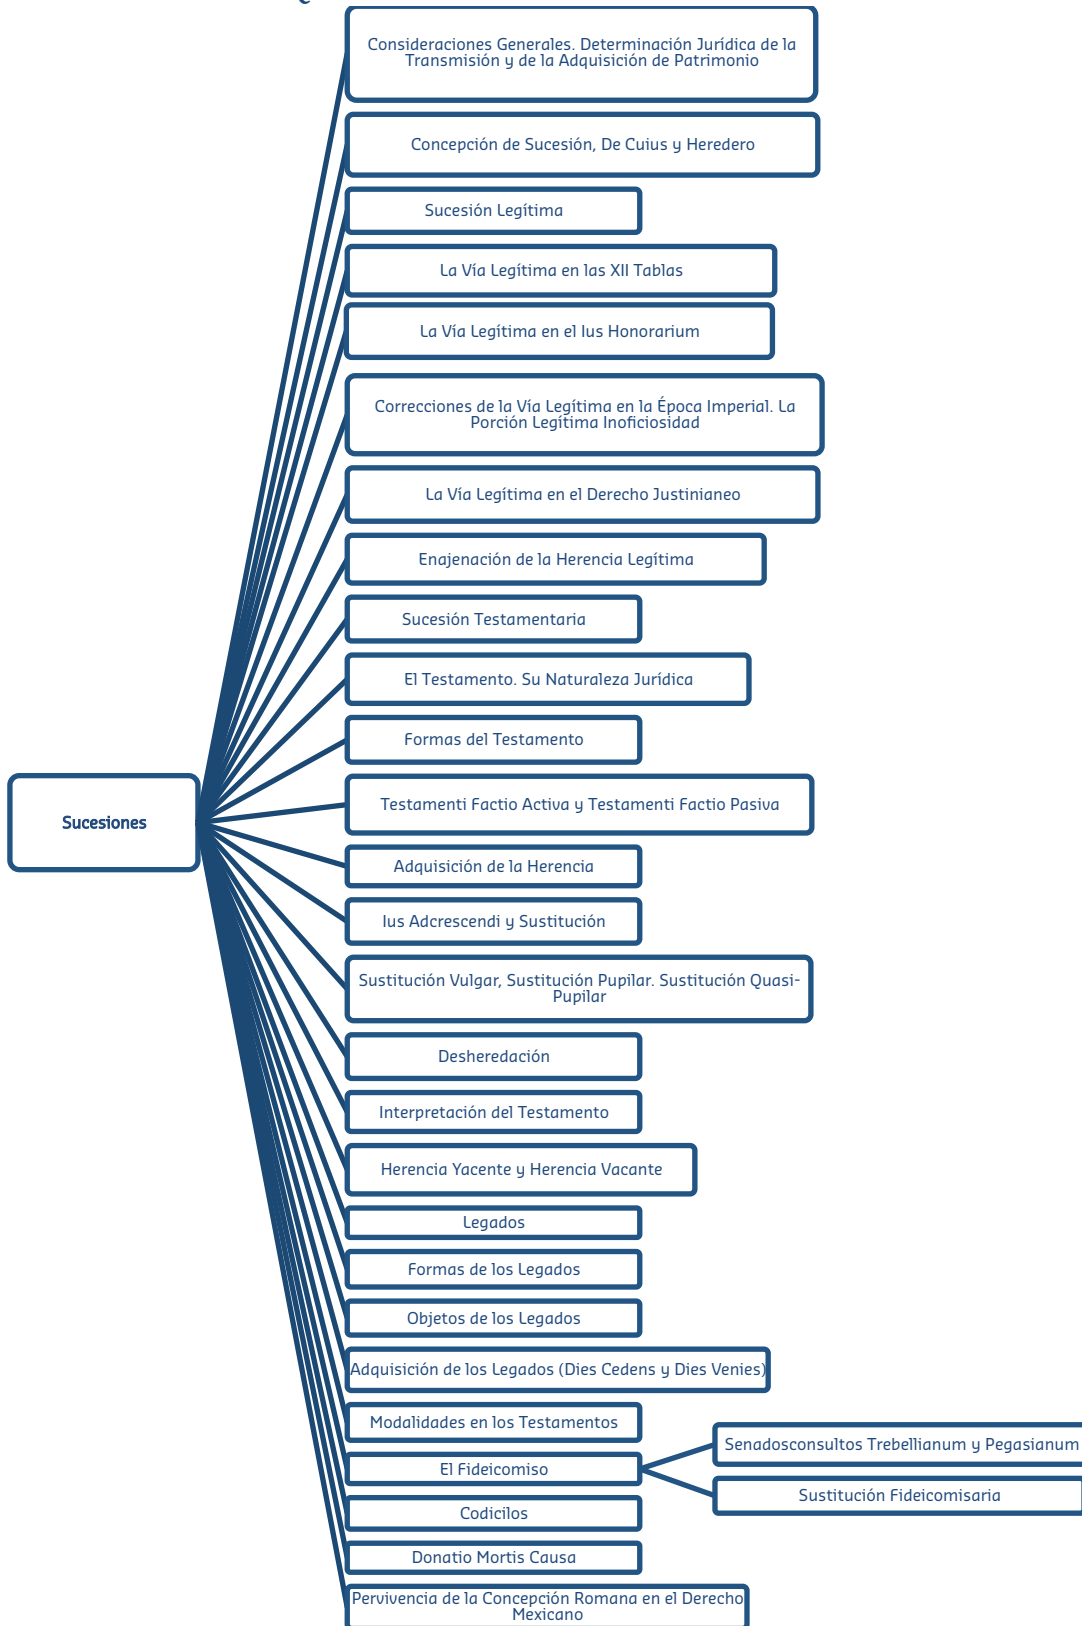 Consideraciones Generales. Determinación Jurídica de la
Transmisión y de la Adquisición de Patrimonio
Concepción de Sucesión, De Cuius y Heredero
Sucesión Legítima
La Vía Legítima en las XII Tablas
La Vía Legítima en el Ius Honorarium
Correcciones de la Vía Legítima en la Época Imperial. La
Porción Legítima Inoficiosidad
La Vía Legítima en el Derecho Justinianeo
Enajenación de la Herencia Legítima
Sucesión Testamentaria
El Testamento. Su Naturaleza Jurídica
Formas del Testamento
Testamenti Factio Activa y Testamenti Factio Pasiva
Sucesiones
Adquisición de la Herencia
Ius Adcrescendi y Sustitución
Sustitución Vulgar, Sustitución Pupilar. Sustitución Quasi-
Pupilar
Desheredación
Interpretación del Testamento
Herencia Yacente y Herencia Vacante
Legados
Formas de los Legados
Objetos de los Legados
Adquisición de los Legados (Dies Cedens y Dies Venies)
Modalidades en los Testamentos
El Fideicomiso
Senadosconsultos Trebellianum y Pegasianum
Sustitución Fideicomisaria
Codicilos
Donatio Mortis Causa
Pervivencia de la Concepción Romana en el Derecho
Mexicano